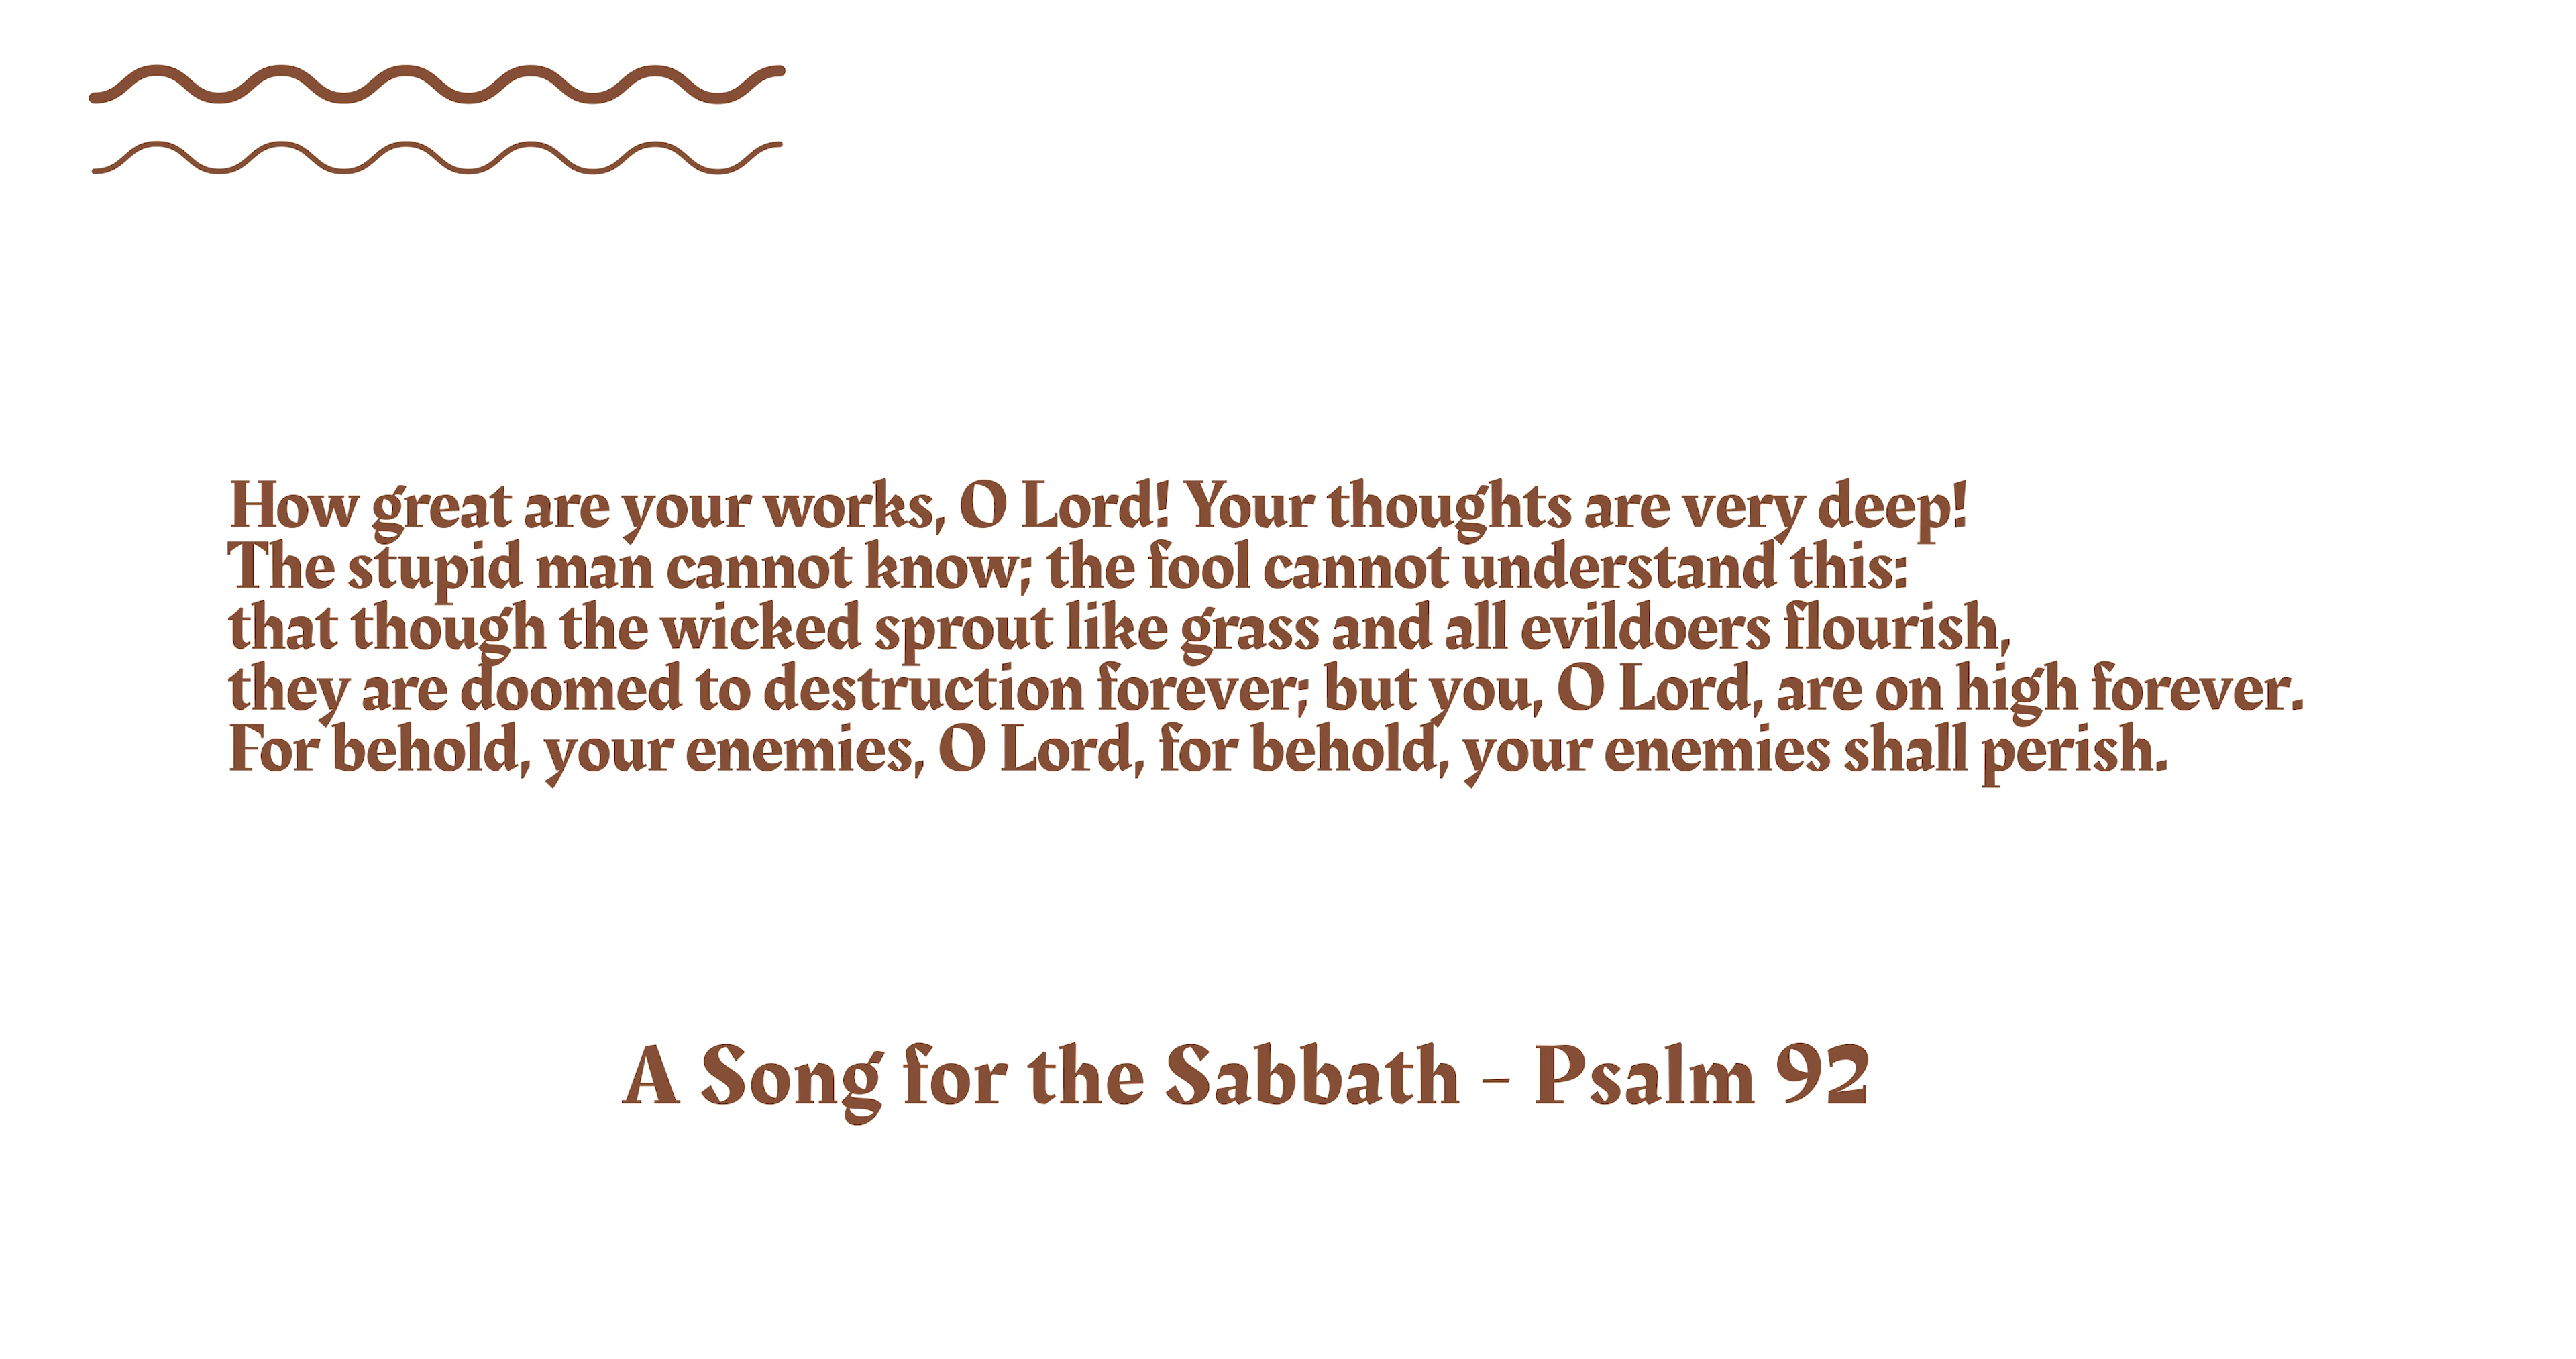 How great are your works, O Lord! Your thoughts are very deep!
The stupid man cannot know; the fool cannot understand this:
that though the wicked sprout like grass and all evildoers flourish,
they are doomed to destruction forever; but you, O Lord, are on high forever.
For behold, your enemies, O Lord, for behold, your enemies shall perish.
A Song for the Sabbath - Psalm 92